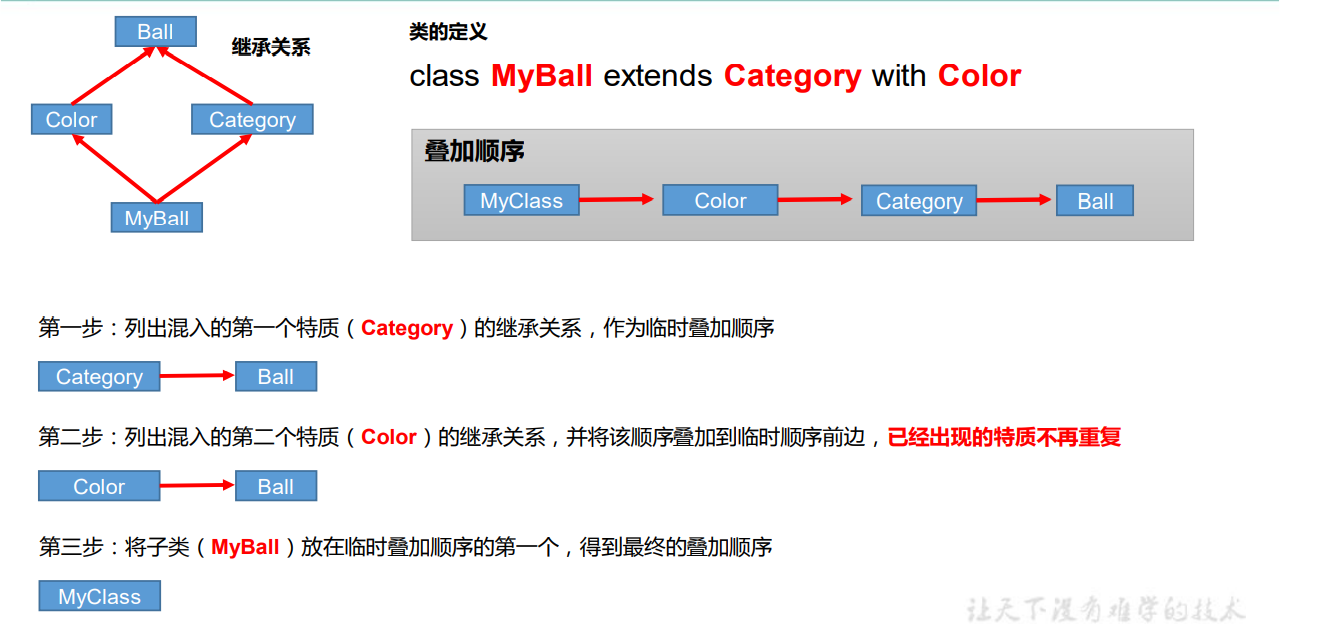 Ball
继承关系
Color
Category
MyBall
类的定义
class MyBall extends Category with Color
叠加顺序
MyClass
Color
Category
Ball
第一步：列出混入的第一个特质（Category）的继承关系，作为临时叠加顺序
Category
Ball
第二步：列出混入的第二个特质（Color）的继承关系，并将该顺序叠加到临时顺序前边，已经出现的特质不再重复
Color
Ball
第三步：将子类（MyBall）放在临时叠加顺序的第一个，得到最终的叠加顺序
MyClass
让天下没有难学的技术